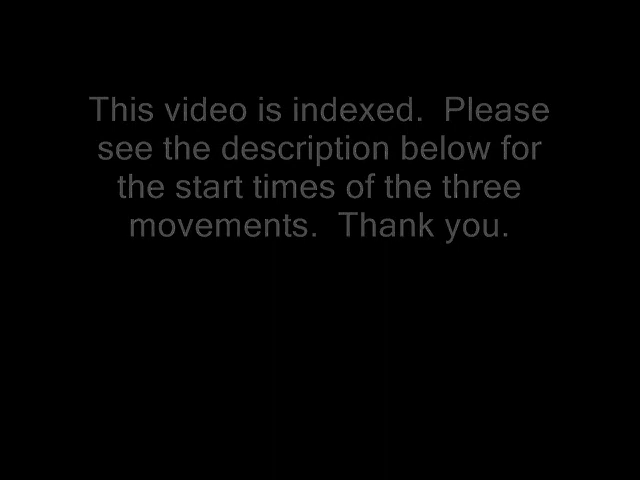 This video is indexed.  Please
see the description below for
the start times of the three
movements.  Thank you.